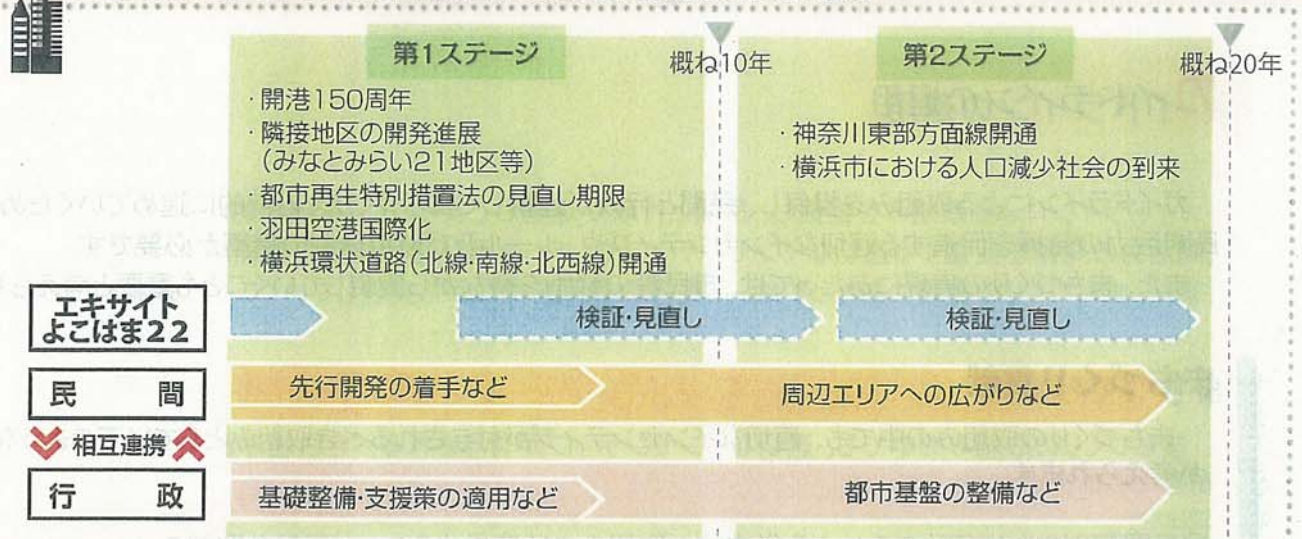 第1ステージ
概ね10年
第2ステージ
概ね20年
・開港150周年
・隣接地区の開発進展
(みなとみらい21地区等)
・都市再生特別措置法の見直し期限
・羽田空港国際化
・横浜環状道路(北線・南線・北西線)開通
・神奈川東部方面線開通
・横浜市における人口減少社会の到来
エキサイト
よこはま22
検証・見直し
検証・見直し
民 間
先行開発の着手など
周辺エリアへの広がりなど
相互連携
行 政
基礎整備・支援策の適用など
都市基盤の整備など